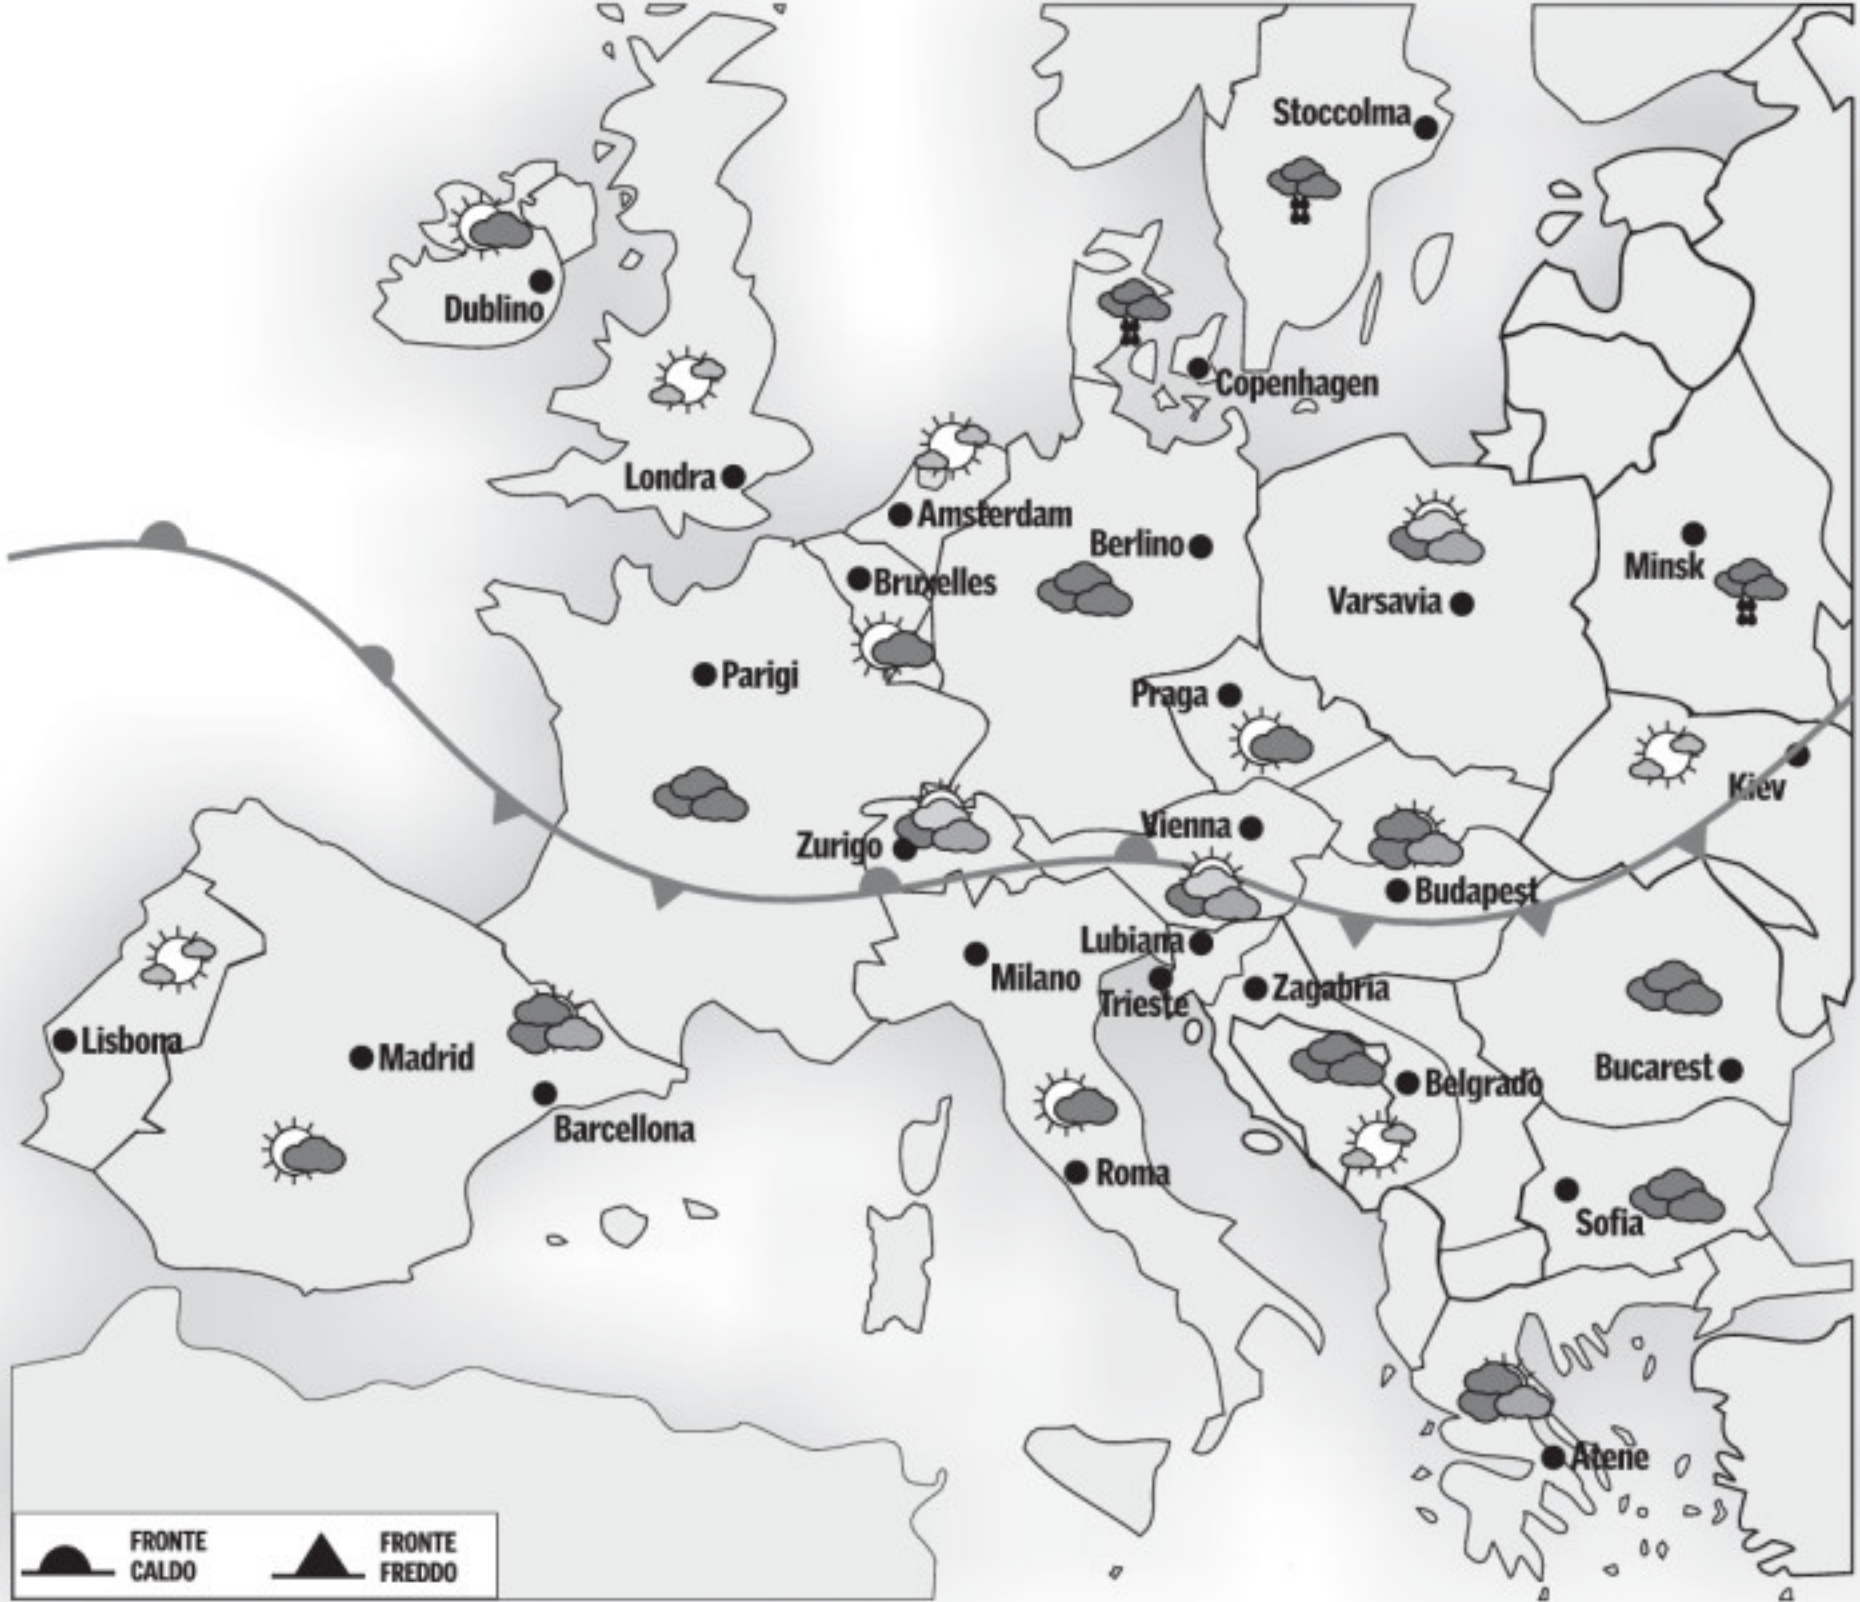 Stoccolma
Dublino
Copenhagen
Londra
Amsterdam
Berlino
Minsk
Bruxelles
Varsavia
Parigi
Praga
Kiev
Vienna
Zurigo
Budapest
Lubiana
Milano
Trieste
Zagabria
Lisbona
Madrid
Bucarest
Belgrado
Barcellona
Roma
Sofia
Atene
FRONTE
CALDO
FRONTE
FREDDO